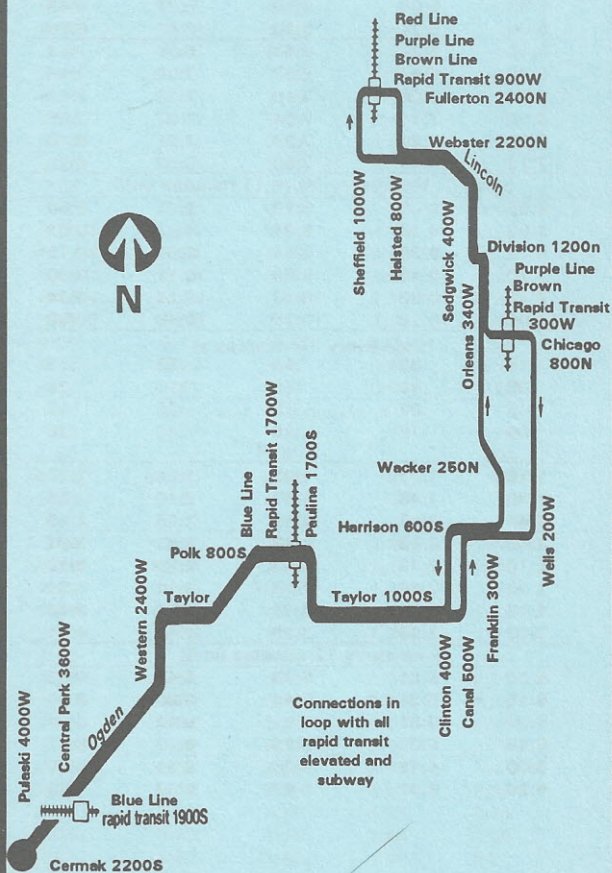 Red Line
Purple Line
Brown Line
Rapid Transit 900W
Fullerton 2400N
Webster 2200N
Lincoln
Sheffield 1000W
Halsted 800W
Sedgwick 400W
Division 1200n
Purple Line
Brown
Rapid Transit
300W
Chicago
800N
Orleans 340W
N
Wacker 250N
Blue Line
Rapid Transit 1700W
Paulina 1700S
Harrison 600S
Wells 200W
Franklin 300W
Polk 800S
Taylor
Taylor 1000S
Western 2400W
Clinton 400W
Canal 500W
Central Park 3600W
Pulaski 4000W
Ogden
Connections in
loop with all
rapid transit
elevated and
subway
Blue Line
rapid transit 1900S
Cermak 2200S